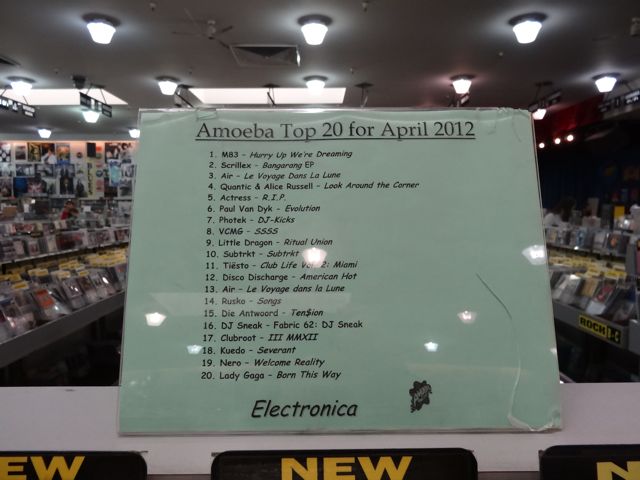 Amoeba Top 20 for April 2012
1. M83 - Hurry Up We're Dreaming
2. Scrillex - Bangarang EP
3. Air - Le Voyage Dans La Lune
4. Quantic & Alice Russell - Look Around the Corner
5. Actress - R.I.P.
6. Paul Van Dyk - Evolution
7. Photek - DJ-Kicks
8. VCMG - SSSS
9. Little Dragon - Ritual Union
10. Subtrkt - Subtrkt
11. Tiësto - Club Life Vol. 2: Miami
12. Disco Discharge - American Hot
13. Air - Le Voyage dans la Lune
14. Rusko - Songs
15. Die Antwoord - Ten$ion
16. DJ Sneak - Fabric 62: DJ Sneak
17. Clubroot - III MMXII
18. Kuedo - Severant
19. Nero - Welcome Reality
20. Lady Gaga - Born This Way
Electronica
ROCK
NEW
NEW